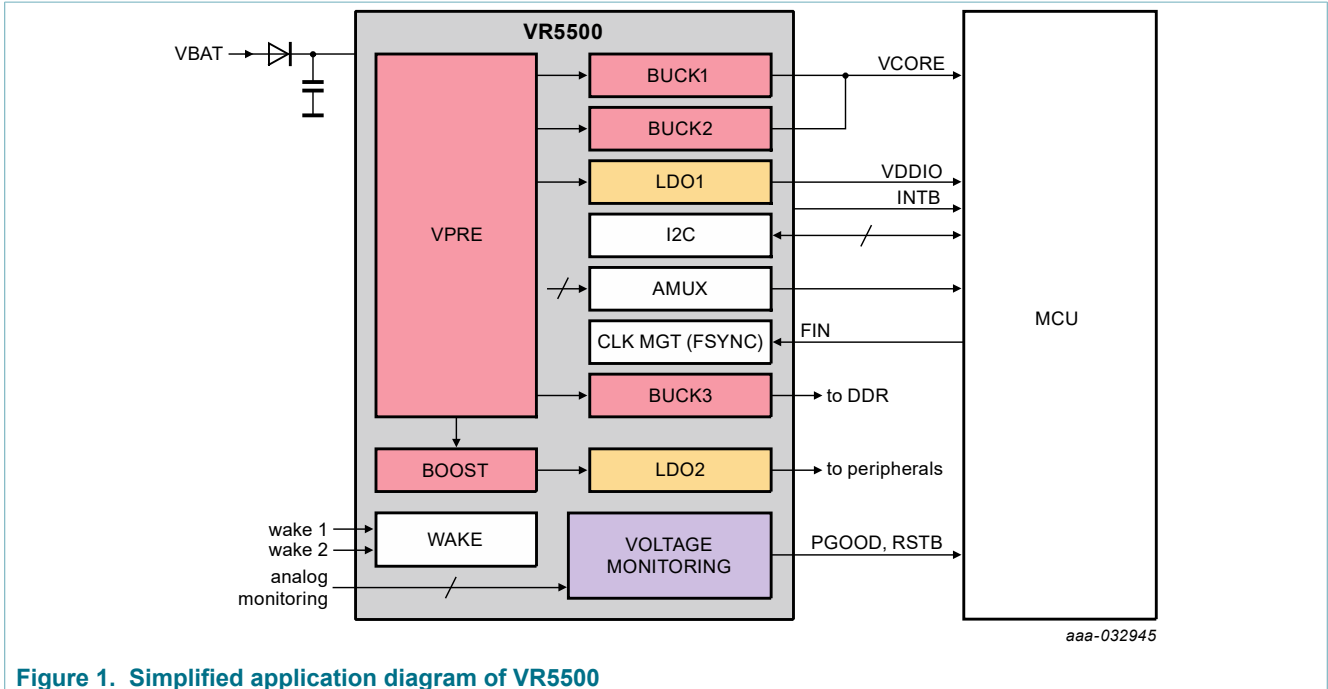 VR5500
VBAT
VPRE
BUCK1
VCORE
BUCK2
LDO1
VDDIO
INTB
I2C
AMUX
MCU
CLK MGT (FSYNC)
FIN
BUCK3
to DDR
BOOST
LDO2
to peripherals
wake 1
wake 2
WAKE
VOLTAGE
MONITORING
PGOOD, RSTB
analog
monitoring
aaa-032945
Figure 1. Simplified application diagram of VR5500